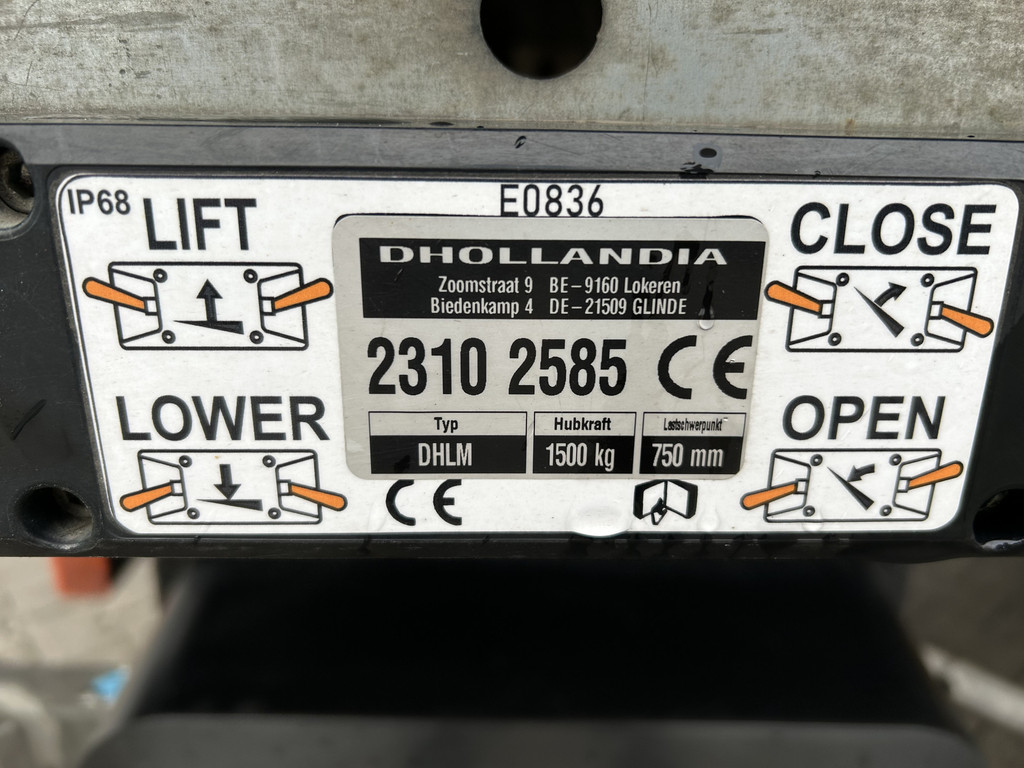 IP68
LIFT
E0836
CLOSE
DHOLLANDIA
Zoomstraat 9 BE-9160 Lokeren
Biedenkamp 4 DE-21509 GLINDE
2310 2585 CE
LOWER
OPEN
Typ Hubkraft Lastschwerpunkt
DHLM 1500 kg 750 mm
CE